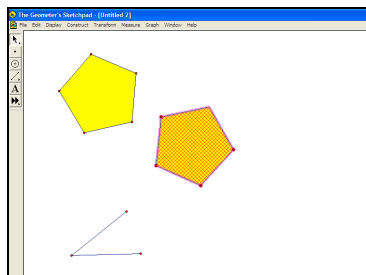 The Geometer's Sketchpad - [Untitled 2]
File Edit Display Construct Transform Measure Graph Window Help
A